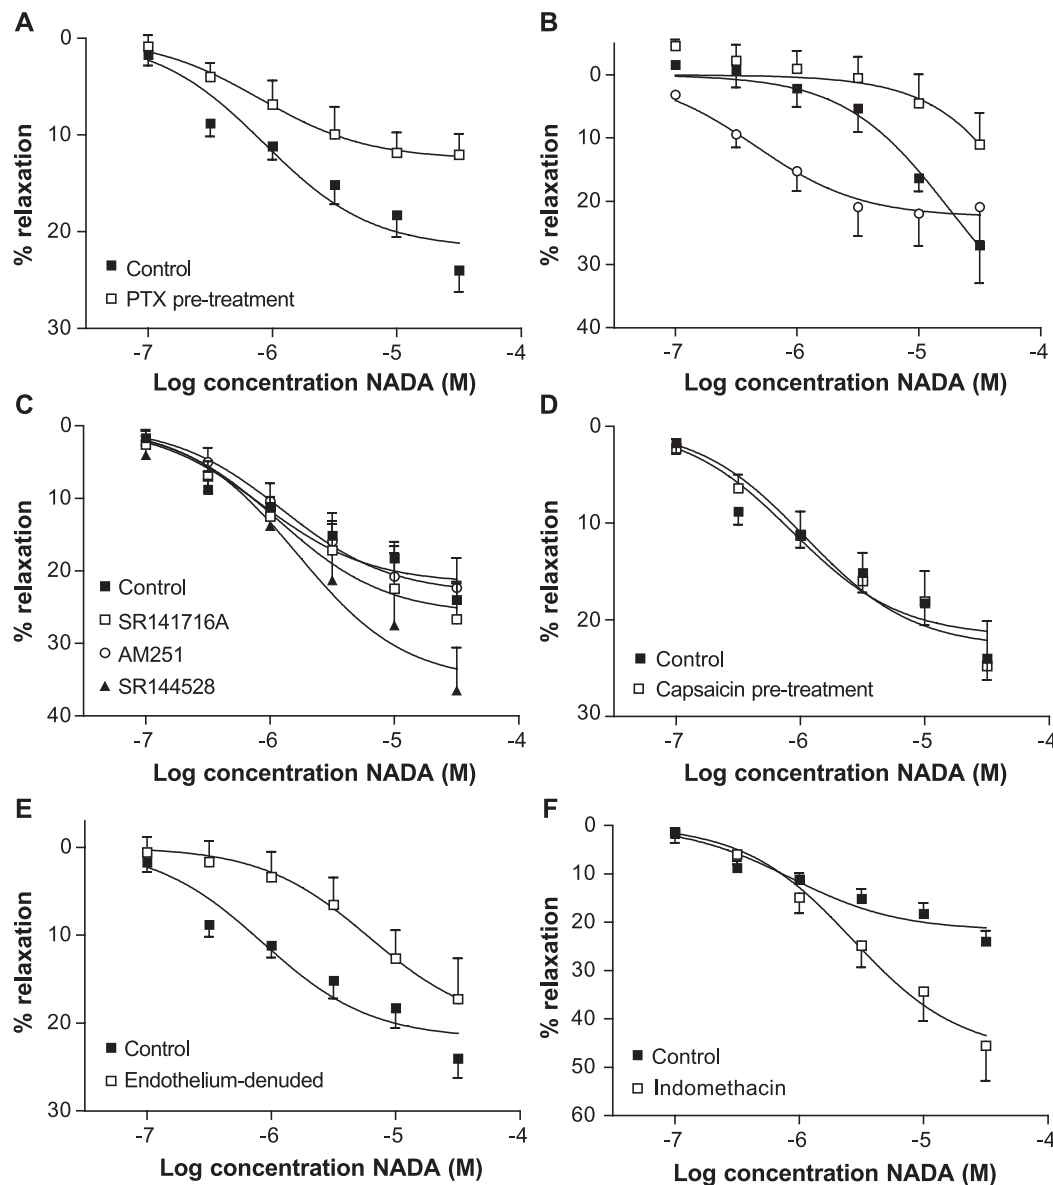 A
0
10
20
30
% relaxation
Control
PTX pre-treatment
-7
-6
-5
-4
Log concentration NADA (M)
B
0
10
20
30
40
% relaxation
-7
-6
-5
-4
Log concentration NADA (M)
C
0
10
20
30
40
% relaxation
Control
SR141716A
AM251
SR144528
-7
-6
-5
-4
Log concentration NADA (M)
D
0
10
20
30
% relaxation
Control
Capsaicin pre-treatment
-7
-6
-5
-4
Log concentration NADA (M)
E
0
10
20
30
% relaxation
Control
Endothelium-denuded
-7
-6
-5
-4
Log concentration NADA (M)
F
0
10
20
30
40
50
60
% relaxation
Control
Indomethacin
-7
-6
-5
-4
Log concentration NADA (M)